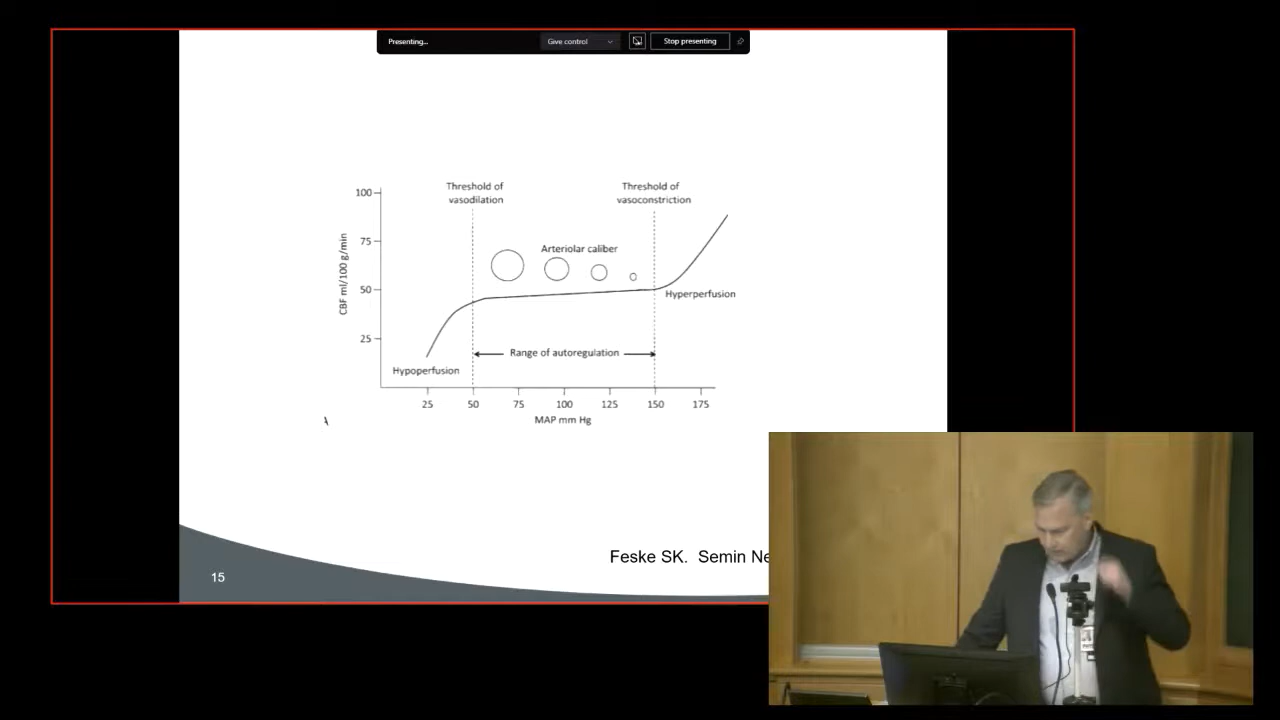 Presenting...
Give control
Stop presenting
Threshold of
vasodilation
Threshold of
vasoconstriction
100
75
50
25
CBF ml/100 g/min
Arteriolar caliber
Hyperperfusion
Range of autoregulation
Hypoperfusion
25 50 75 100 125 150 175
MAP mm Hg
Feske SK. Semin Ne
15